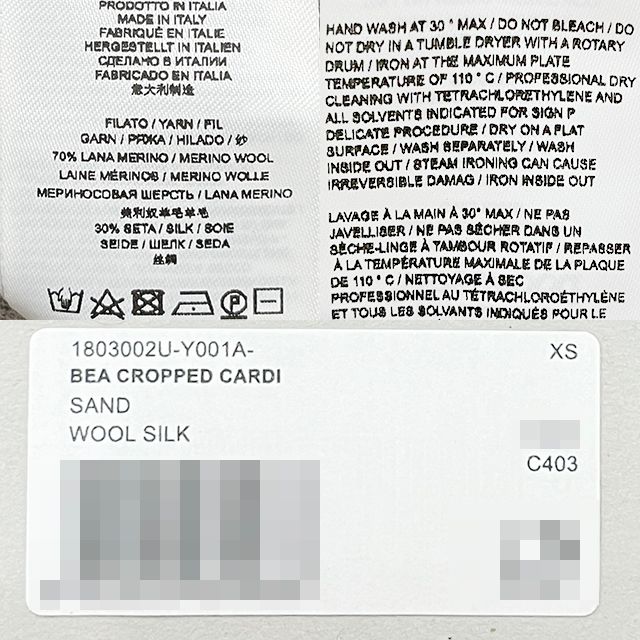 PRODOTTO IN ITALIA
MADE IN ITALY
FABRIQUÉ EN ITALIE
HERGESTELLT IN ITALIEN
СДЕЛАНО В ИТАЛИИ
FABRICADO EN ITALIA
意大利制造
FILATO / YARN / FIL
GARN / ПРЯЖА / HILADO / 纱
70% LANA MERINO / MERINO WOOL
LAINE MÉRINOS / MERINO WOLLE
МЕРИНОСОВАЯ ШЕРСТЬ / LANA MERINO
美利奴羊毛羊毛
30% SETA / SILK / SOIE
SEIDE / ШЕЛК / SEDA
丝绸
HAND WASH AT 30 ° MAX / DO NOT BLEACH / DO
NOT DRY IN A TUMBLE DRYER WITH A ROTARY
DRUM / IRON AT THE MAXIMUM PLATE
TEMPERATURE OF 110 ° C / PROFESSIONAL DRY
CLEANING WITH TETRACHLORETHYLENE AND
ALL SOLVENTS INDICATED FOR SIGN P
DELICATE PROCEDURE / DRY ON A FLAT
SURFACE / WASH SEPARATELY / WASH
INSIDE OUT / STEAM IRONING CAN CAUSE
IRREVERSIBLE DAMAG / IRON INSIDE OUT
LAVAGE À LA MAIN À 30° MAX / NE PAS
JAVELLISER / NE PAS SÉCHER DANS UN
SÈCHE-LINGE À TAMBOUR ROTATIF / REPASSER
À LA TEMPÉRATURE MAXIMALE DE LA PLAQUE
DE 110 ° C / NETTOYAGE À SEC
PROFESSIONNEL AU TÉTRACHLOROÉTHYLÈNE
ET TOUS LES SOLVANTS INDIQUÉS POUR LE
1803002U-Y001A-
XS
BEA CROPPED CARDI
SAND
WOOL SILK
C403